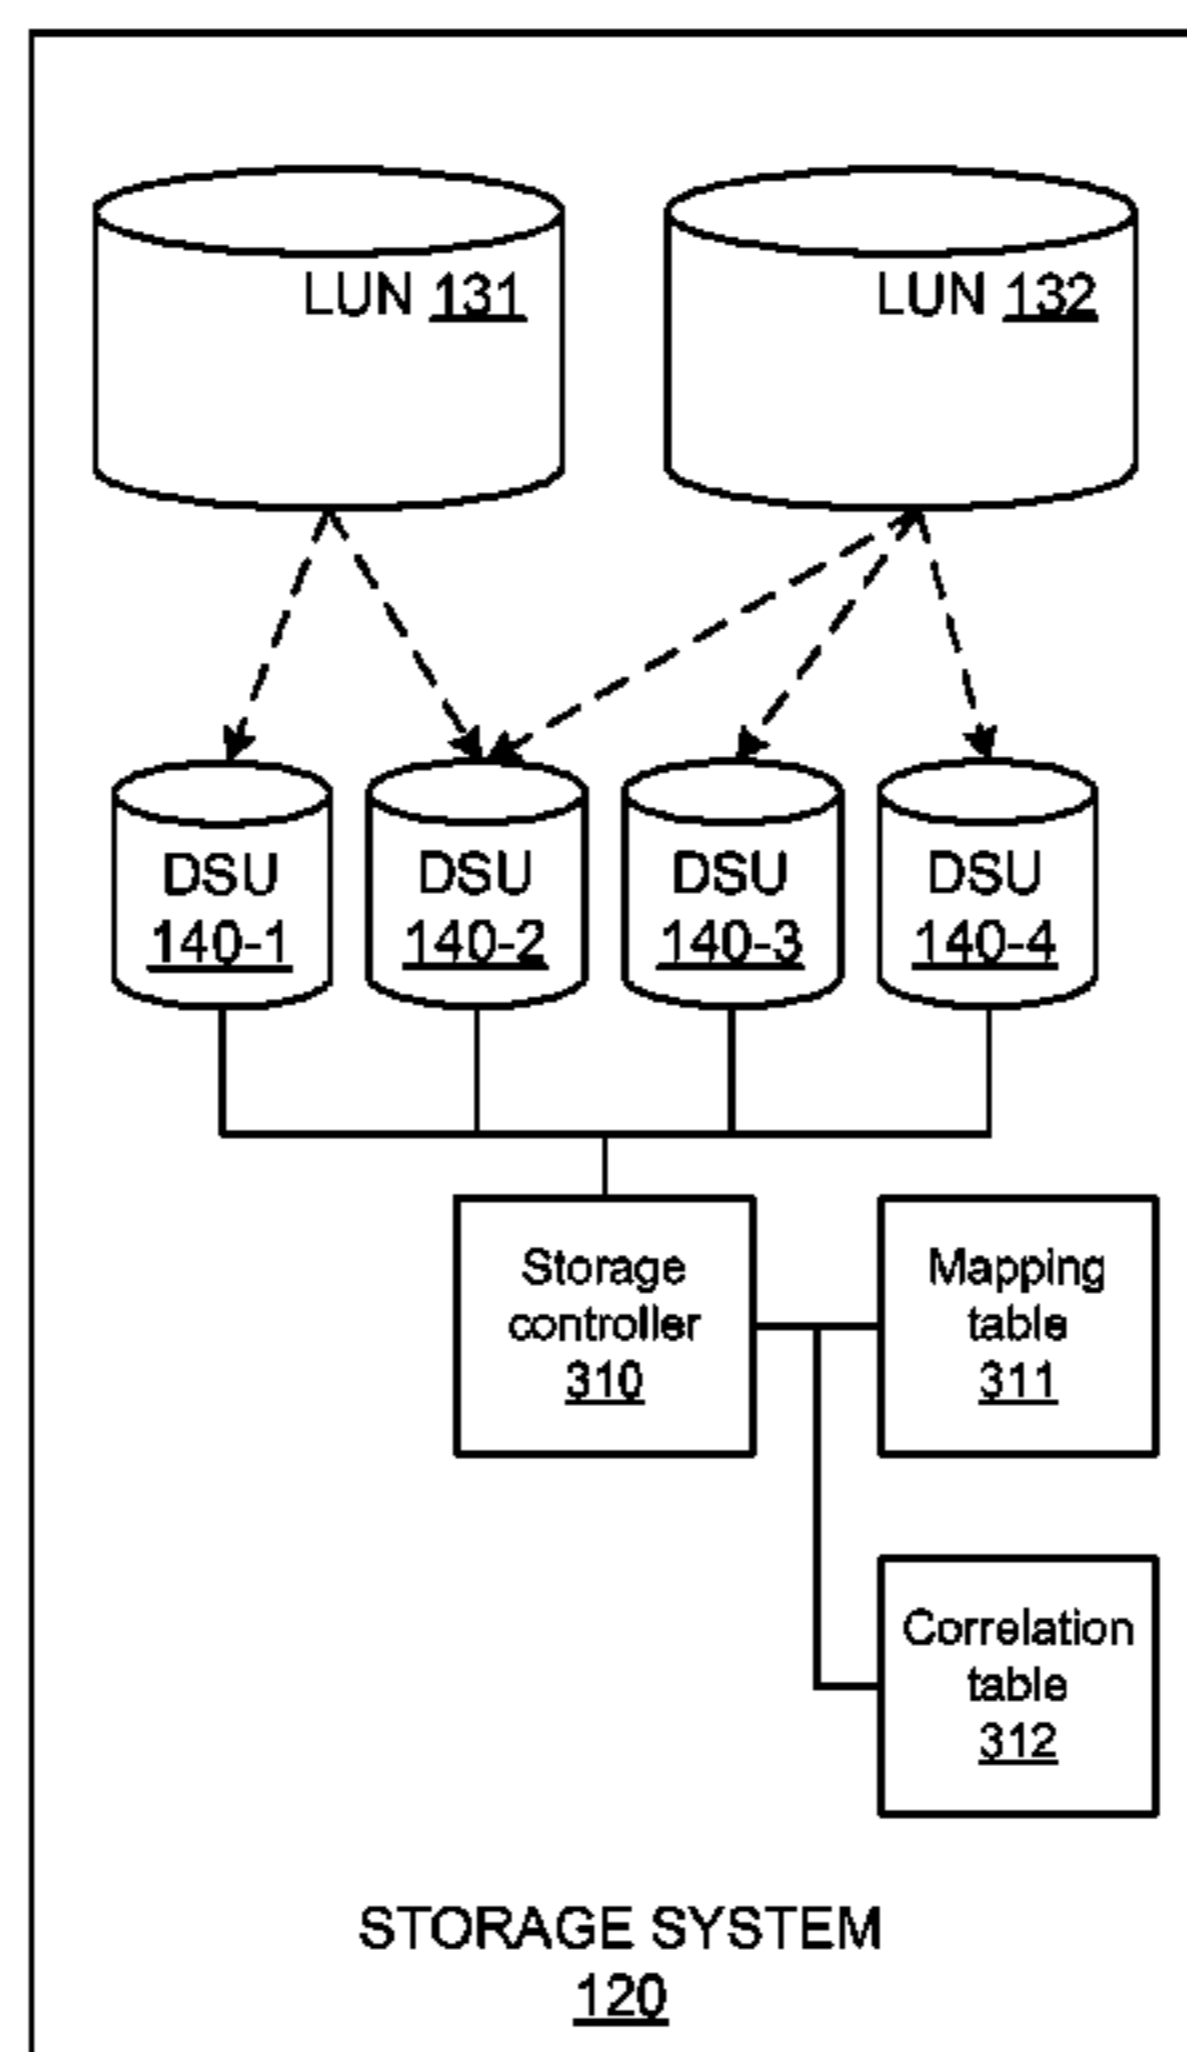 LUN 131
LUN 132
DSU
140-1
DSU
140-2
DSU
140-3
DSU
140-4
Storage
controller
310
Mapping
table
311
Correlation
table
312
STORAGE SYSTEM
120